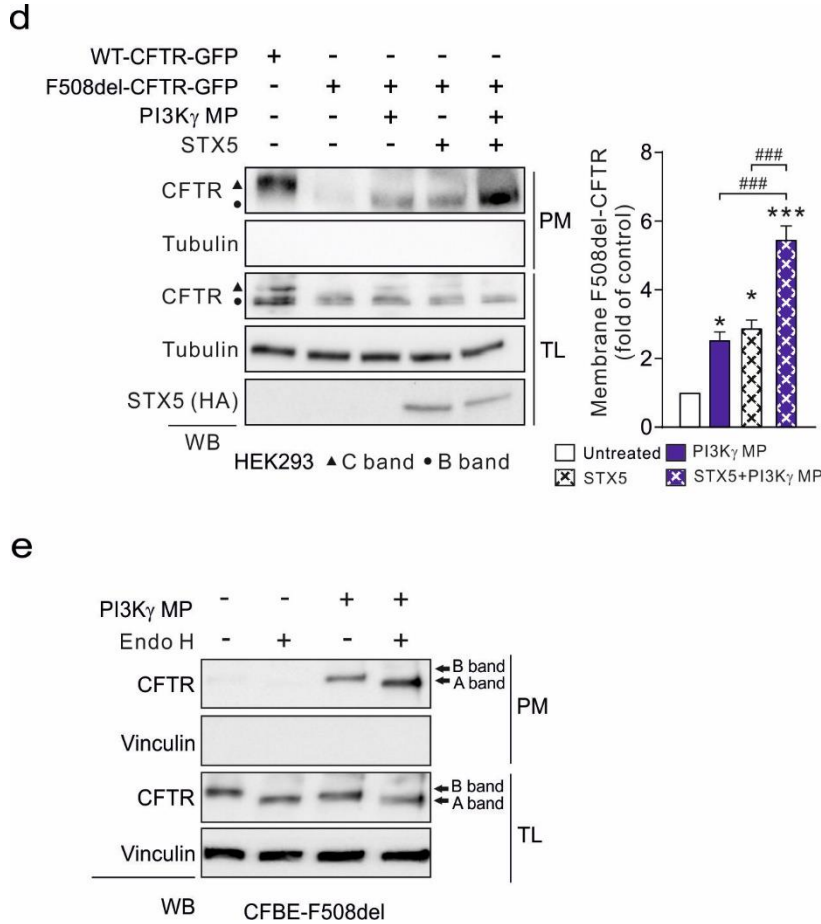 d
WT-CFTR-GFP + - - - -
F508del-CFTR-GFP - + + + +
PI3Kγ MP - - + - +
STX5 - - - + +
CFTR ▲ ●
PM
Tubulin
CFTR ▲ ●
TL
Tubulin
STX5 (HA)
WB
HEK293 ▲ C band ● B band
Membrane F508del-CFTR
(fold of control)
8
6
4
2
0
###
###
***
*
*
Untreated
PI3Kγ MP
STX5
STX5+PI3Kγ MP
e
PI3Kγ MP - - + +
Endo H - + - +
CFTR
B band
A band
PM
Vinculin
CFTR
B band
A band
TL
Vinculin
WB
CFBE-F508del